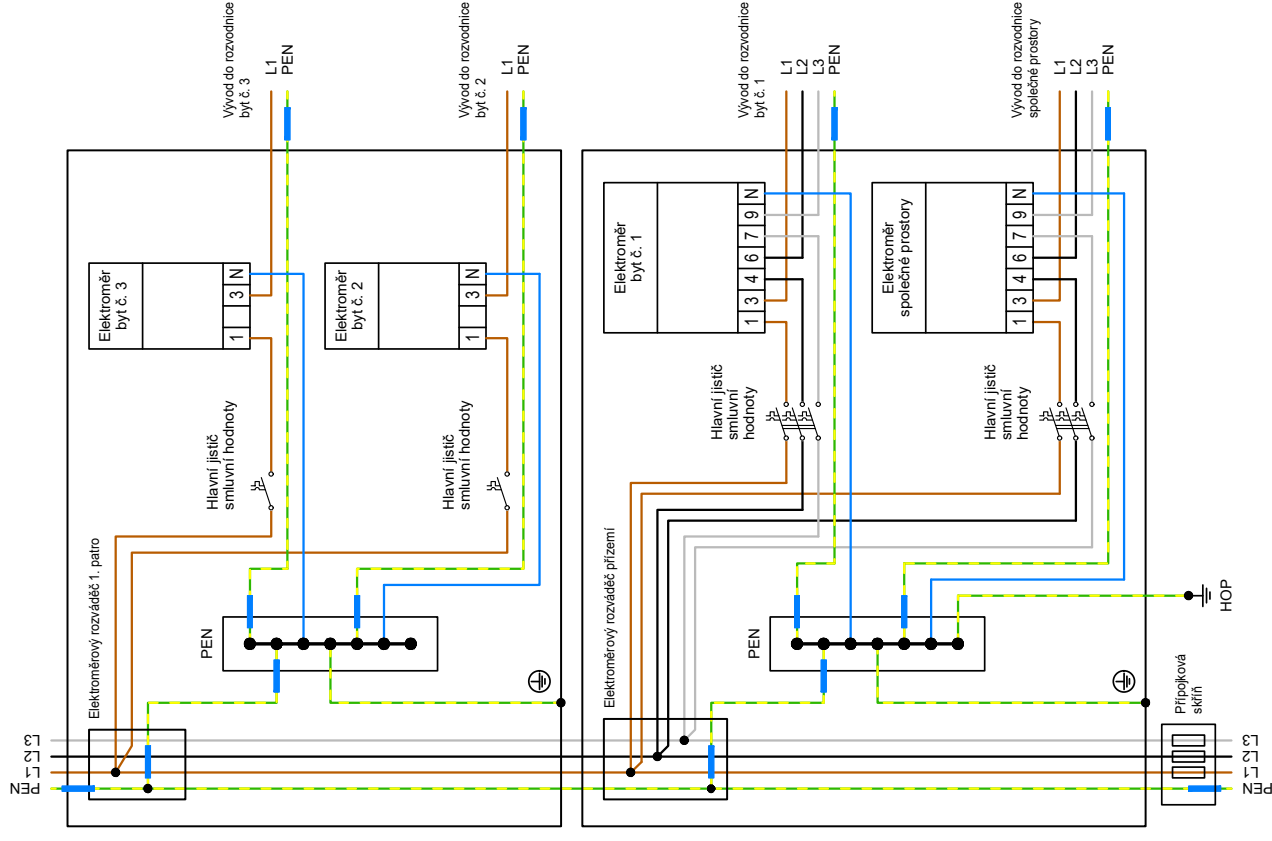 Vývod do rozvodnice
byt č. 3
L1
PEN
Vývod do rozvodnice
byt č. 2
L1
PEN
Vývod do rozvodnice
byt č. 1
L1
L2
L3
PEN
Vývod do rozvodnice
společné prostory
L1
L2
L3
PEN
Elektroměr
byt č. 3
1
3
N
Elektroměr
byt č. 2
1
3
N
Elektroměr
byt č. 1
1
3
4
6
7
9
N
Elektroměr
společné prostory
1
3
4
6
7
9
N
Hlavní jistič
smluvní hodnoty
Hlavní jistič
smluvní hodnoty
Hlavní jistič
smluvní
hodnoty
Hlavní jistič
smluvní
hodnoty
Elektroměrový rozváděč 1. patro
PEN
Elektroměrový rozváděč přízemí
PEN
HOP
Přípojková
skříň
L3
L2
L1
PEN
L3
L2
L1
PEN